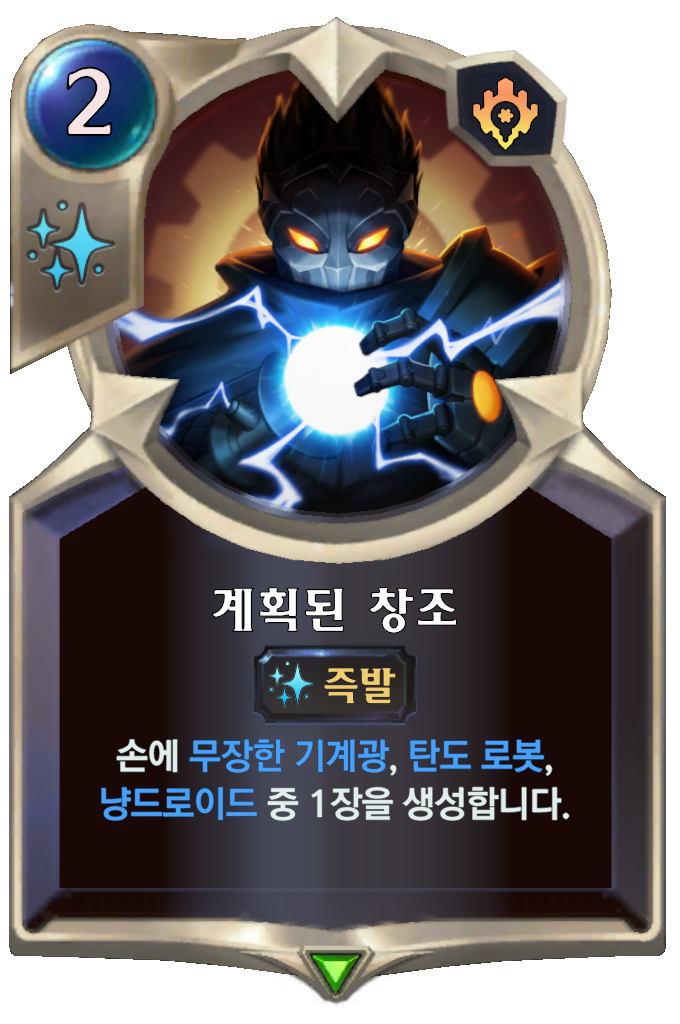 2
계획된 창조
즉발
손에 무장한 기계광, 탄도 로봇,
냥드로이드 중 1장을 생성합니다.